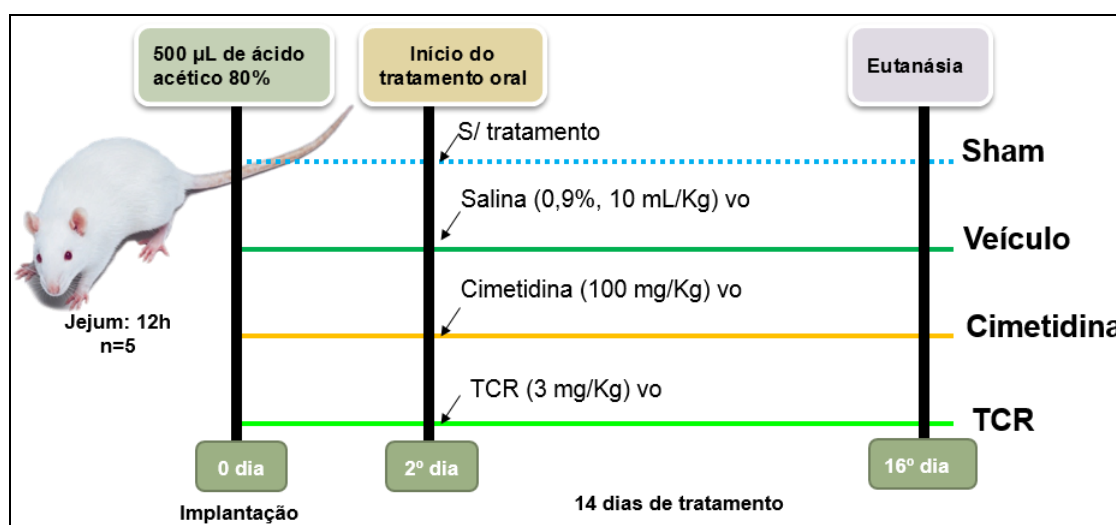 500 µL de ácido
acético 80%
Início do
tratamento oral
Eutanásia
S/ tratamento
Sham
Salina (0,9%, 10 mL/Kg) vo
Veículo
Cimetidina (100 mg/Kg) vo
Cimetidina
Jejum: 12h
n=5
TCR (3 mg/Kg) vo
TCR
0 dia
2º dia
16º dia
Implantação
14 dias de tratamento